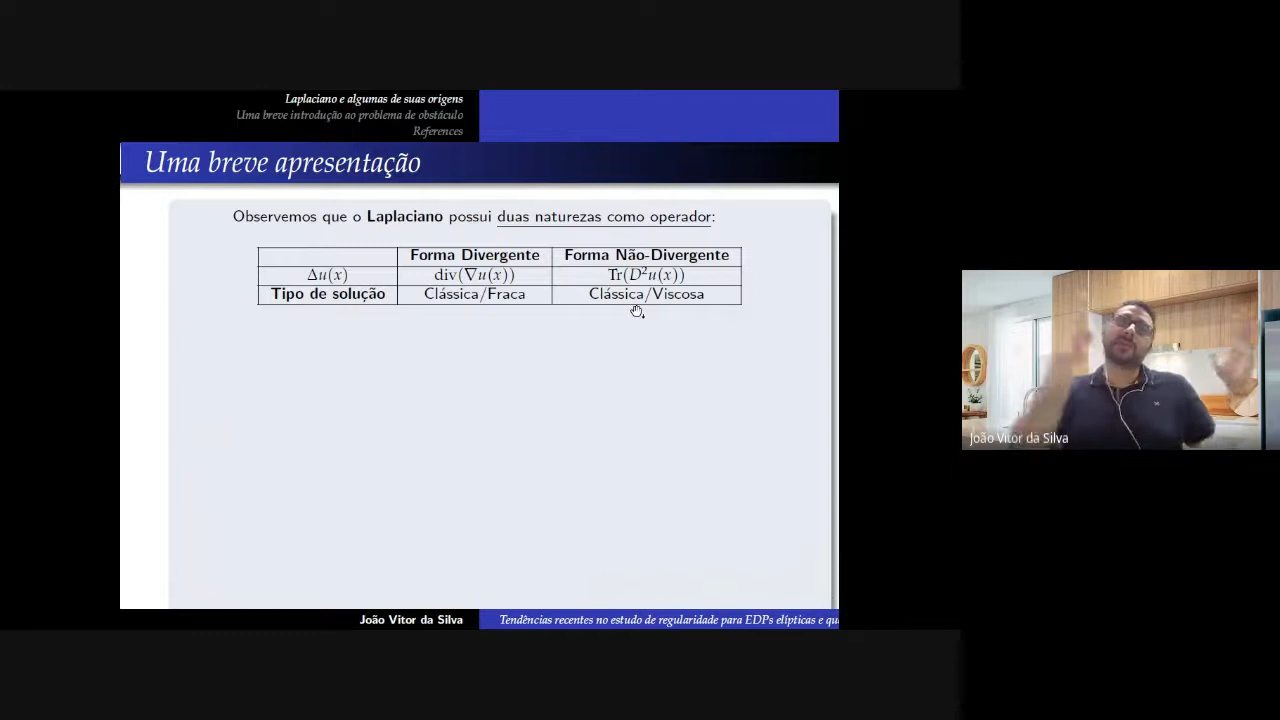 Laplaciano e algumas de suas origens
Uma breve introdução ao problema de obstáculo
References
Uma breve apresentação
Observemos que o Laplaciano possui duas naturezas como operador:
Forma Divergente Forma Não-Divergente
Δu(x) div(∇u(x)) Tr(D²u(x))
Tipo de solução Clássica/Fraca Clássica/Viscosa
João Vitor da Silva
João Vitor da Silva Tendências recentes no estudo de regularidade para EDPs elípticas e qu